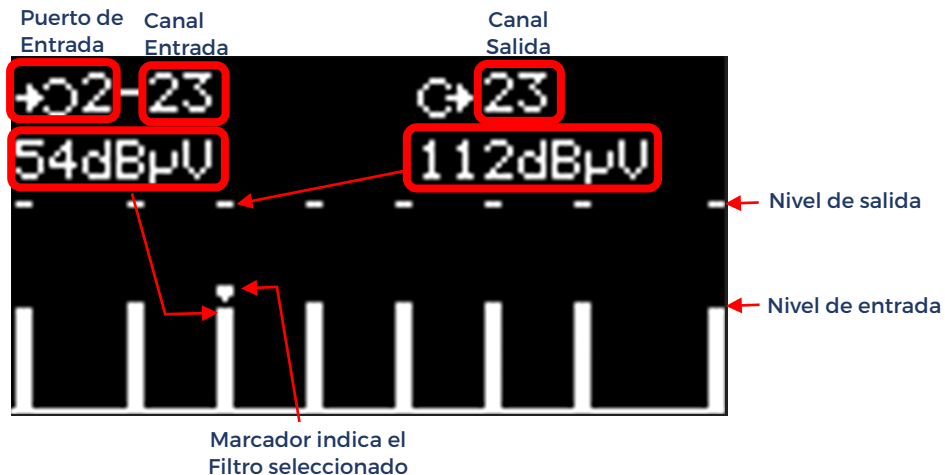 Puerto de
Entrada
Canal
Entrada
Canal
Salida
2-23
23
54dBµV
112dBµV
Nivel de salida
Nivel de entrada
Marcador indica el
Filtro seleccionado